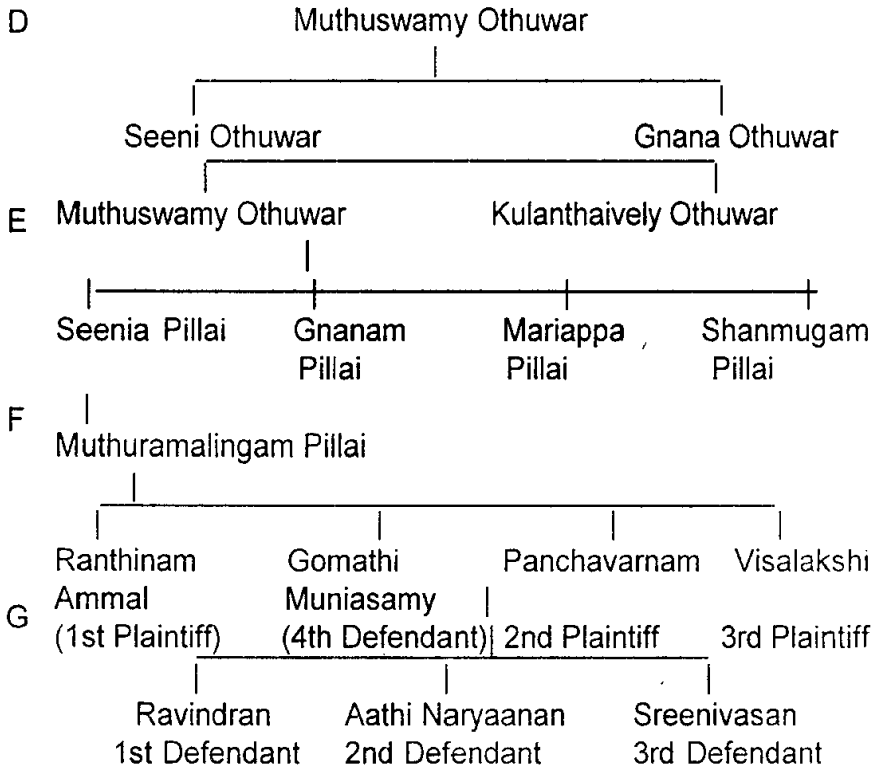 D Muthuswamy Othuwar
Seeni Othuwar Gnana Othuwar
E Muthuswamy Othuwar Kulanthaively Othuwar
Seenia Pillai Gnanam Mariappa Shanmugam
Pillai Pillai Pillai
F
Muthuramalingam Pillai
Ranthinam Gomathi Panchavarnam Visalakshi
Ammal Muniasamy
G
(1st Plaintiff) (4th Defendant) 2nd Plaintiff 3rd Plaintiff
Ravindran Aathi Naryaanan Sreenivasan
1st Defendant 2nd Defendant 3rd Defendant